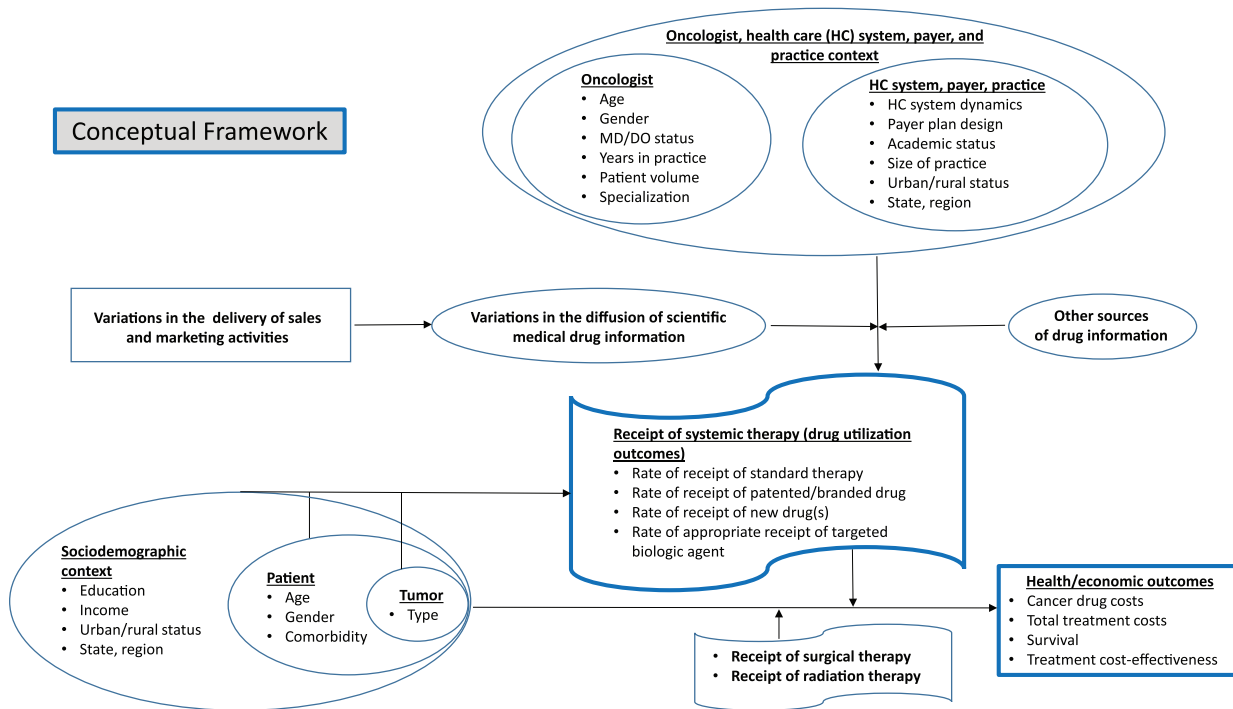 Oncologist, health care (HC) system, payer, and
practice context
Conceptual Framework
Oncologist
• Age
• Gender
• MD/DO status
• Years in practice
• Patient volume
• Specialization
HC system, payer, practice
• HC system dynamics
• Payer plan design
• Academic status
• Size of practice
• Urban/rural status
• State, region
Variations in the delivery of sales
and marketing activities
Variations in the diffusion of scientific
medical drug information
Other sources
of drug information
Receipt of systemic therapy (drug utilization
outcomes)
• Rate of receipt of standard therapy
• Rate of receipt of patented/branded drug
• Rate of receipt of new drug(s)
• Rate of appropriate receipt of targeted
biologic agent
Sociodemographic
context
• Education
• Income
• Urban/rural status
• State, region
Patient
• Age
• Gender
• Comorbidity
Tumor
• Type
• Receipt of surgical therapy
• Receipt of radiation therapy
Health/economic outcomes
• Cancer drug costs
• Total treatment costs
• Survival
• Treatment cost-effectiveness